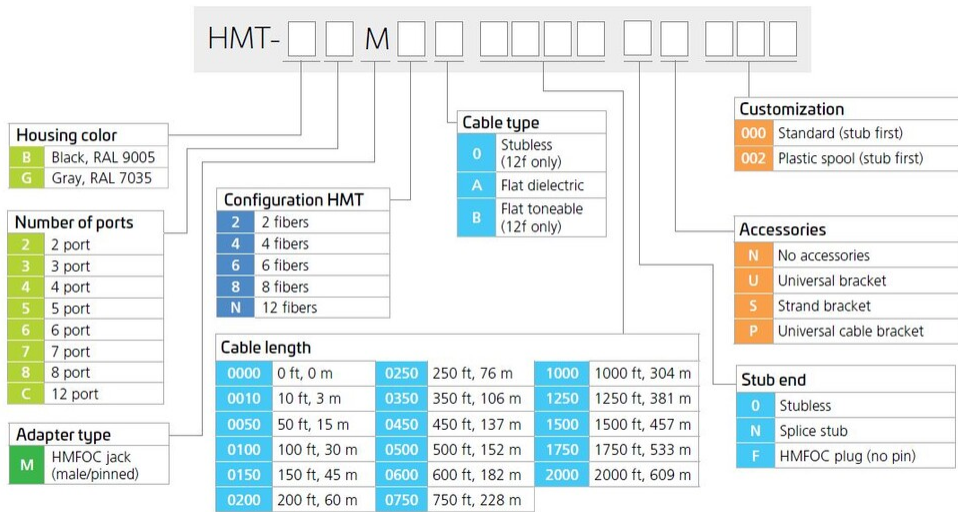 HMT- M
Housing color
B Black, RAL 9005
G Gray, RAL 7035
Number of ports
2 2 port
3 3 port
4 4 port
5 5 port
6 6 port
7 7 port
8 8 port
C 12 port
Adapter type
M HMFOC jack
(male/pinned)
Configuration HMT
2 2 fibers
4 4 fibers
6 6 fibers
8 8 fibers
N 12 fibers
Cable type
0 Stubless
(12f only)
A Flat dielectric
B Flat toneable
(12f only)
Cable length
0000 0 ft, 0 m 0250 250 ft, 76 m 1000 1000 ft, 304 m
0010 10 ft, 3 m 0350 350 ft, 106 m 1250 1250 ft, 381 m
0050 50 ft, 15 m 0450 450 ft, 137 m 1500 1500 ft, 457 m
0100 100 ft, 30 m 0500 500 ft, 152 m 1750 1750 ft, 533 m
0150 150 ft, 45 m 0600 600 ft, 182 m 2000 2000 ft, 609 m
0200 200 ft, 60 m 0750 750 ft, 228 m
Customization
000 Standard (stub first)
002 Plastic spool (stub first)
Accessories
N No accessories
U Universal bracket
S Strand bracket
P Universal cable bracket
Stub end
0 Stubless
N Splice stub
F HMFOC plug (no pin)